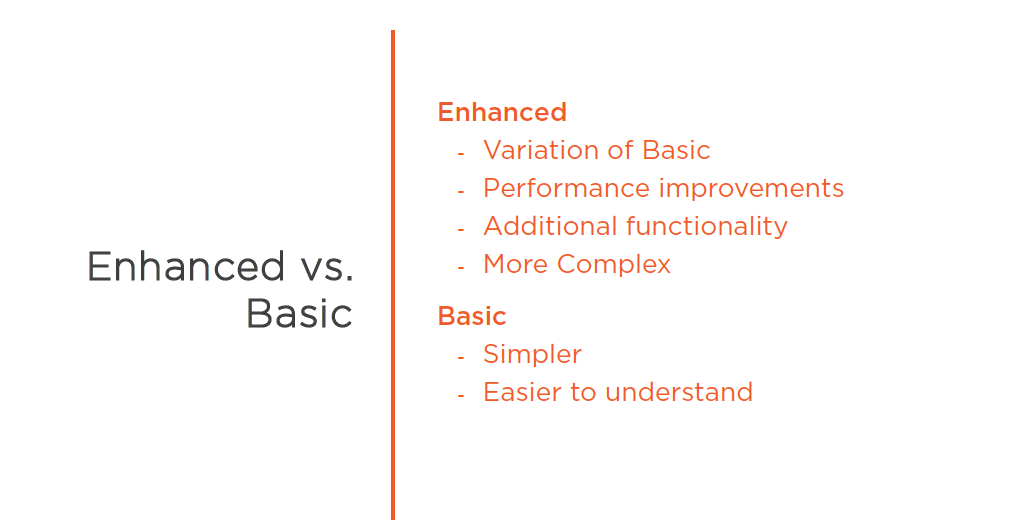 Enhanced vs.
Basic
Enhanced
- Variation of Basic
- Performance improvements
- Additional functionality
- More Complex
Basic
- Simpler
- Easier to understand